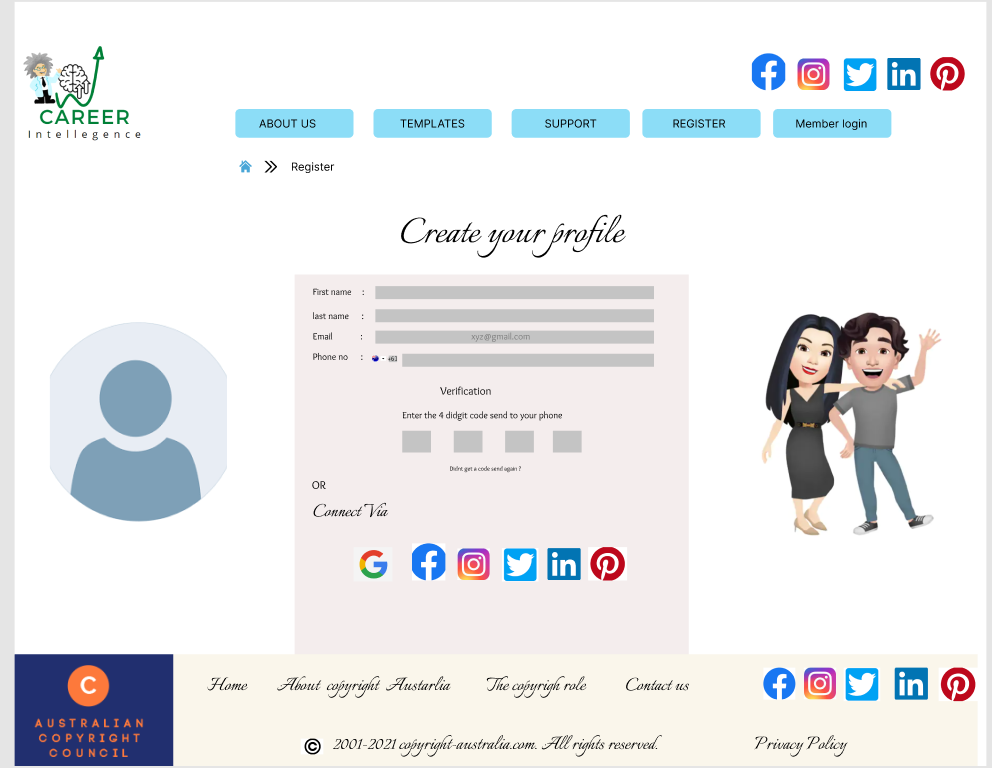 CAREER
Intellegence
ABOUT US
TEMPLATES
SUPPORT
REGISTER
Member login
Register
Create your profile
First name :
last name :
Email :
xyz@gmail.com
Phone no :
- +61
Verification
Enter the 4 didgit code send to your phone
Didnt get a code send again ?
OR
Connect Via
C
AUSTRALIAN
COPYRIGHT
COUNCIL
Home
About copyright Austarlia
The copyrigh role
Contact us
© 2001-2021 copyright-australia.com. All rights reserved.
Privacy Policy